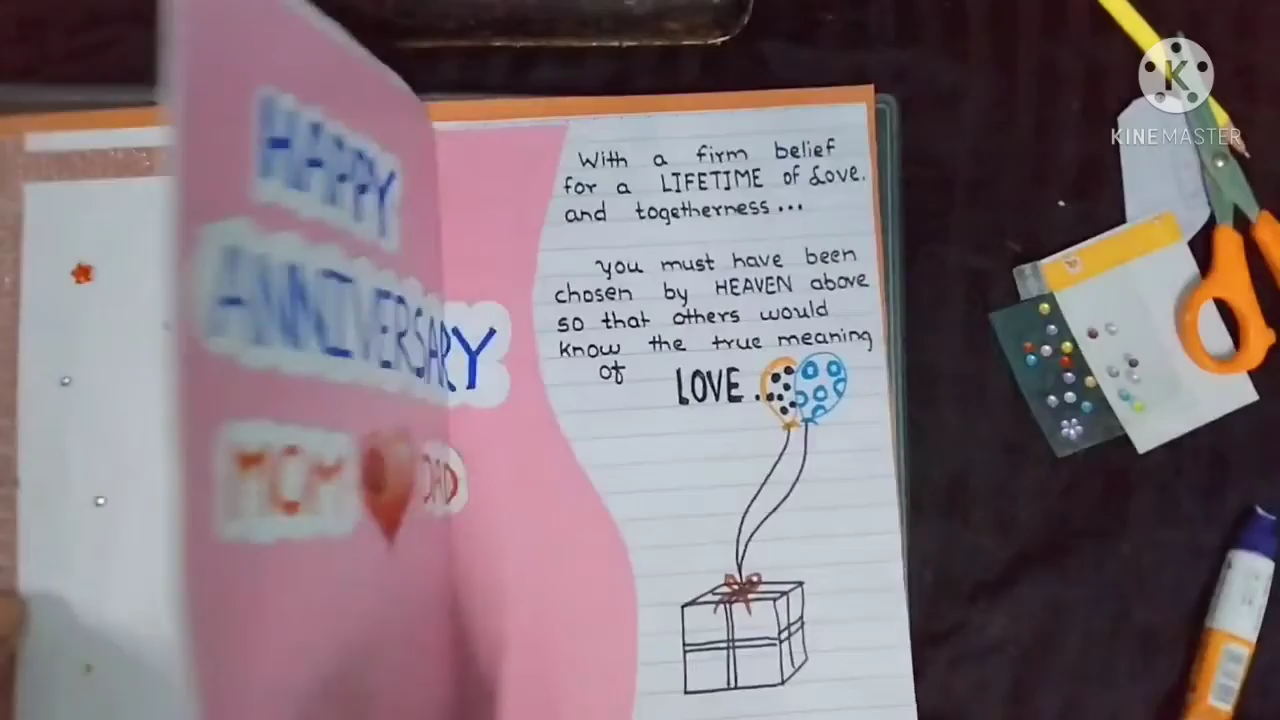 HAPPY
ANNIVERSARY
MOM DAD
With a firm belief
for a LIFETIME of Love.
and togetherness...
you must have been
chosen by HEAVEN above
so that others would
know the true meaning
of LOVE..
K
KINEMASTER